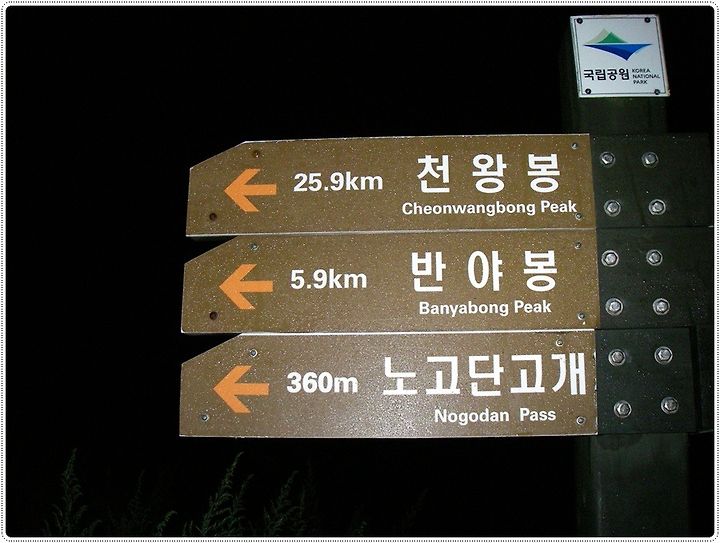 국립공원 KOREA NATIONAL PARK
25.9km 천왕봉
Cheonwangbong Peak
5.9km 반야봉
Banyabong Peak
360m 노고단고개
Nogodan Pass